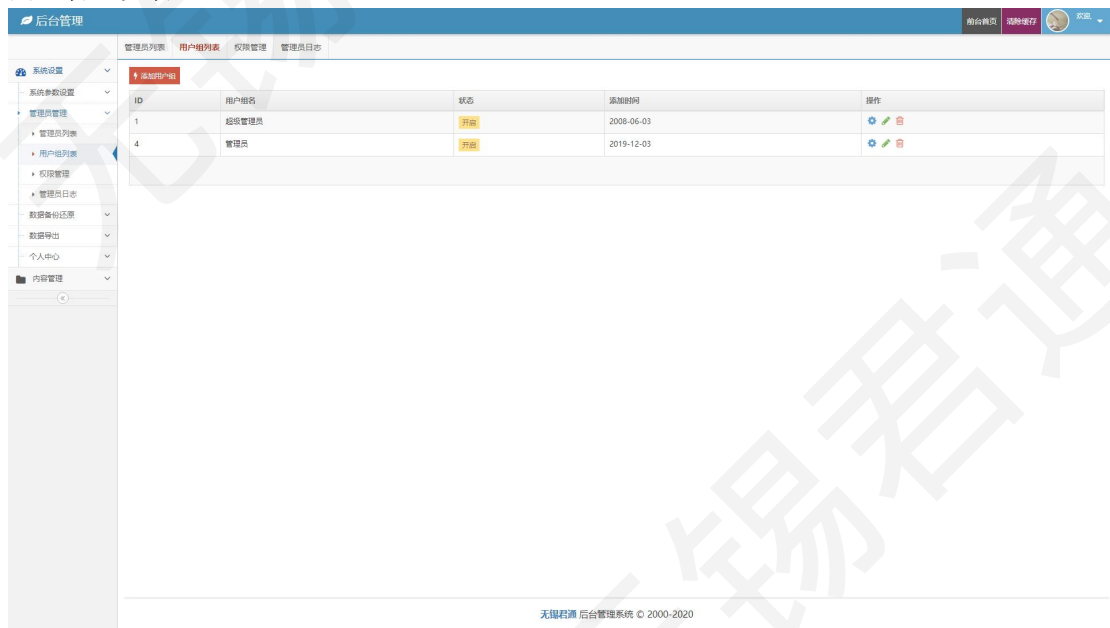 后台管理
前台首页 清除缓存 欢迎,
管理员列表 用户组列表 权限管理 管理员日志
系统设置
系统参数设置
管理员管理
管理员列表
用户组列表
权限管理
管理员日志
数据备份还原
数据导出
个人中心
内容管理
添加用户组
ID 用户组名 状态 添加时间 操作
1 超级管理员 开启 2008-06-03
4 管理员 开启 2019-12-03
无锡君通 后台管理系统 © 2000-2020
无锡君通